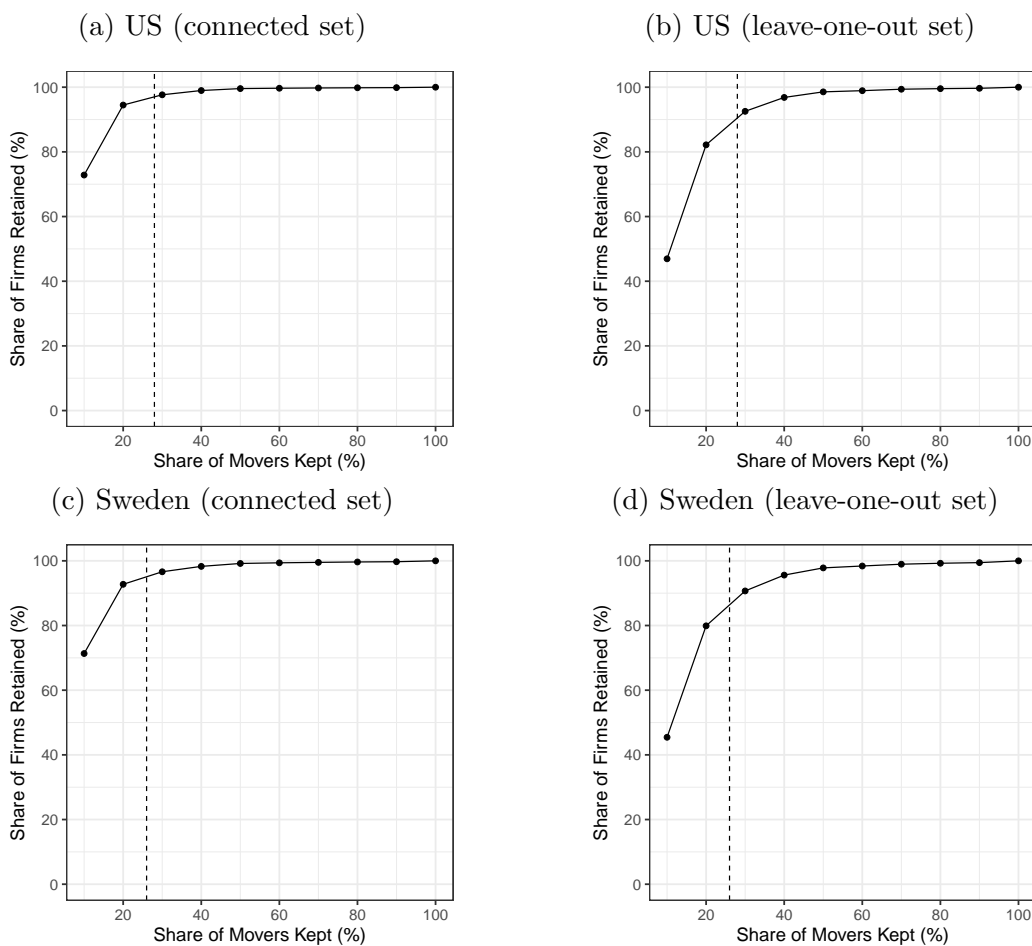 (a) US (connected set)
(b) US (leave-one-out set)
Share of Firms Retained (%)
100
80
60
40
20
0
20 40 60 80 100
Share of Movers Kept (%)
Share of Firms Retained (%)
100
80
60
40
20
0
20 40 60 80 100
Share of Movers Kept (%)
(c) Sweden (connected set)
(d) Sweden (leave-one-out set)
Share of Firms Retained (%)
100
80
60
40
20
0
20 40 60 80 100
Share of Movers Kept (%)
Share of Firms Retained (%)
100
80
60
40
20
0
20 40 60 80 100
Share of Movers Kept (%)